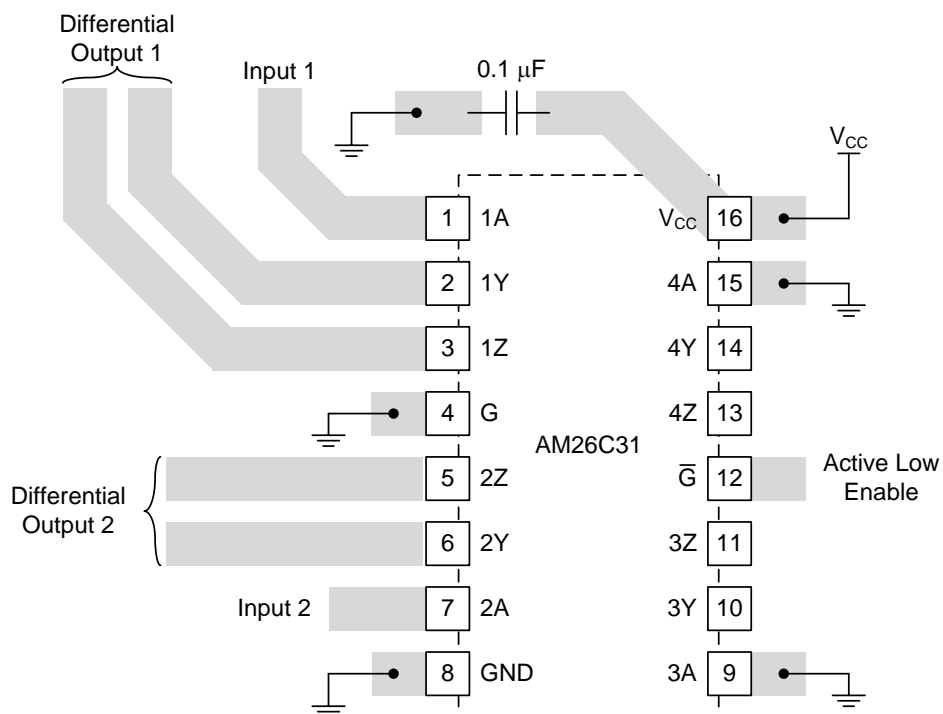 Differential
Output 1
Input 1
0.1 μF
V_CC
1 1A
V_CC 16
2 1Y
4A 15
3 1Z
4Y 14
4 G
4Z 13
AM26C31
5 2Z
G̅ 12
Active Low
Enable
Differential
Output 2
6 2Y
3Z 11
Input 2
7 2A
3Y 10
8 GND
3A 9